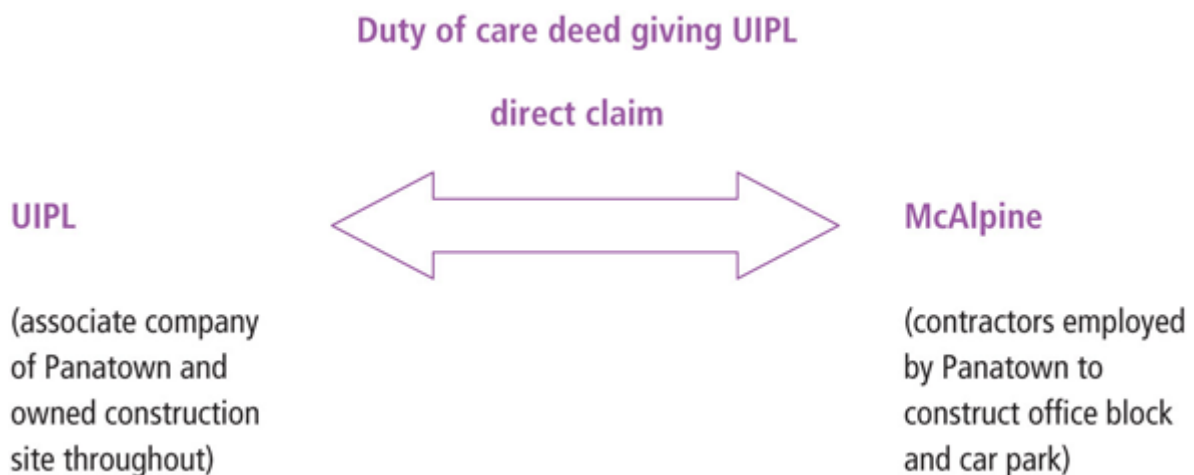 Duty of care deed giving UIPL
direct claim
UIPL
(associate company
of Panatown and
owned construction
site throughout)
McAlpine
(contractors employed
by Panatown to
construct office block
and car park)